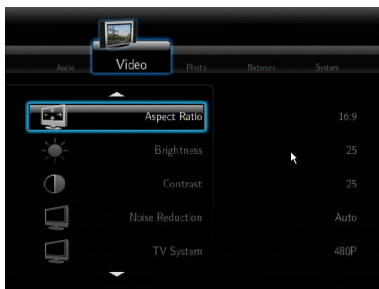 Audio Video Photo Network System
Aspect Ratio 16:9
Brightness 25
Contrast 25
Noise Reduction Auto
TV System 480P